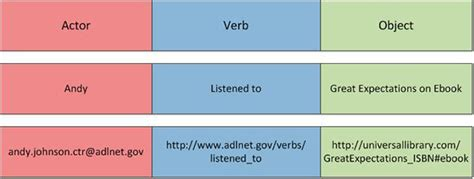 Actor Verb Object
Andy Listened to Great Expectations on Ebook
andy.johnson.ctr@adlnet.gov http://www.adlnet.gov/verbs/ http://universallibrary.com/
listened_to GreatExpectations_ISBN#ebook